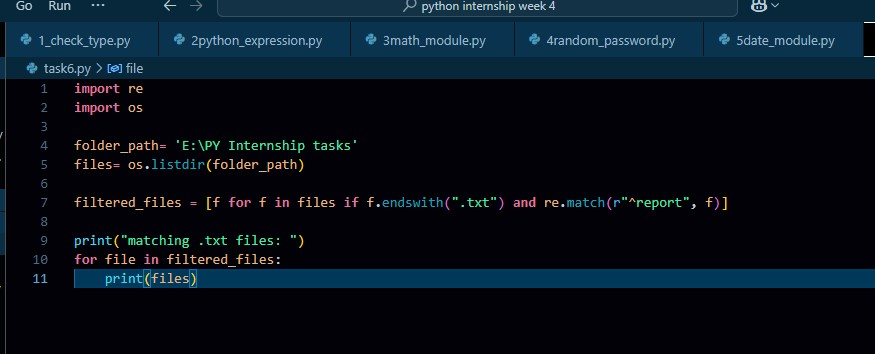 Go Run ··· ← → python internship week 4
1_check_type.py 2python_expression.py 3math_module.py 4random_password.py 5date_module.py
task6.py > file
1 import re
2 import os
3
4 folder_path= 'E:\PY Internship tasks'
5 files= os.listdir(folder_path)
6
7 filtered_files = [f for f in files if f.endswith(".txt") and re.match(r"^report", f)]
8
9 print("matching .txt files: ")
10 for file in filtered_files:
11 print(files)